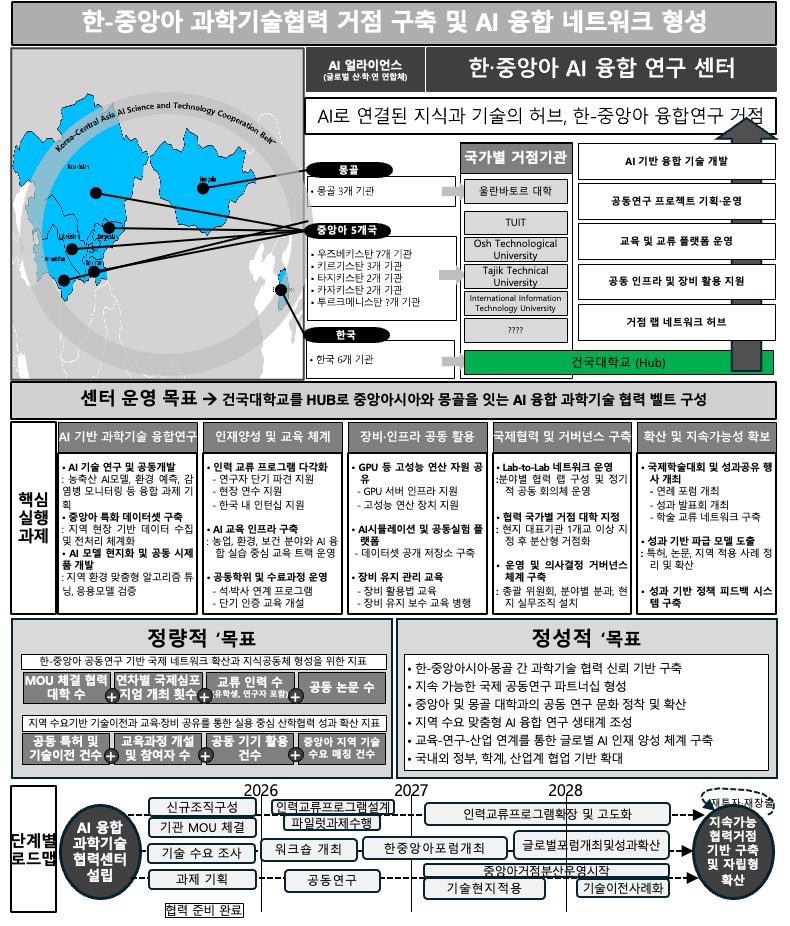 한-중앙아 과학기술협력 거점 구축 및 AI 융합 네트워크 형성
AI 얼라이언스
(글로벌 산·학·연 연합체)
한·중앙아 AI 융합 연구 센터
AI로 연결된 지식과 기술의 허브, 한-중앙아 융합연구 거점
Korea-Central Asia AI Science and Technology Cooperation Belt"
Mongolia
몽골
• 몽골 3개 기관
중앙아 5개국
• 우즈베키스탄 7개 기관
• 키르기스탄 3개 기관
• 타지키스탄 2개 기관
• 카자키스탄 2개 기관
• 투르크메니스탄 ?개 기관
한국
• 한국 6개 기관
국가별 거점기관
울란바토르 대학
TUIT
Osh Technological
University
Tajik Technical
University
International Information
Technology University
????
건국대학교 (Hub)
AI 기반 융합 기술 개발
공동연구 프로젝트 기획·운영
교육 및 교류 플랫폼 운영
공동 인프라 및 장비 활용 지원
거점 랩 네트워크 허브
센터 운영 목표 → 건국대학교를 HUB로 중앙아시아와 몽골을 잇는 AI 융합 과학기술 협력 벨트 구성
핵심
실행
과제
AI 기반 과학기술 융합연구
• AI 기술 연구 및 공동개발
: 농축산 AI모델, 환경 예측, 감
염병 모니터링 등 융합 과제 기
획
• 중앙아 특화 데이터셋 구축
: 지역 현장 기반 데이터 수집
및 전처리 체계화
• AI 모델 현지화 및 공동 시제
품 개발
: 지역 환경 맞춤형 알고리즘 튜
닝, 응용모델 검증
인재양성 및 교육 체계
• 인력 교류 프로그램 다각화
- 연구자 단기 파견 지원
- 현장 연수 지원
- 한국 내 인턴십 지원
• AI 교육 인프라 구축
: 농업, 환경, 보건 분야와 AI 융
합 실습 중심 교육 트랙 운영
• 공동학위 및 수료과정 운영
- 석·박사 연계 프로그램
- 단기 인증 교육 개설
장비·인프라 공동 활용
• GPU 등 고성능 연산 자원 공
유
- GPU 서버 인프라 지원
- 고성능 연산 장치 지원
• AI시뮬레이션 및 공동실험 플
랫폼
- 데이터셋 공개 저장소 구축
• 장비 유지 관리 교육
- 장비 활용법 교육
- 장비 유지 보수 교육 병행
국제협력 및 거버넌스 구축
• Lab-to-Lab 네트워크 운영
:분야별 협력 랩 구성 및 정기
적 공동 회의체 운영
• 협력 국가별 거점 대학 지정
: 현지 대표기관 1개교 이상 지
정 후 분산형 거점화
• 운영 및 의사결정 거버넌스
체계 구축
: 총괄 위원회, 분야별 분과, 현
지 실무조직 설치
확산 및 지속가능성 확보
• 국제학술대회 및 성과공유 행
사 개최
- 연례 포럼 개최
- 성과 발표회 개최
- 학술 교류 네트워크 구축
• 성과 기반 파급 모델 도출
: 특허, 논문, 지역 적용 사례 정
리 및 확산
• 성과 기반 정책 피드백 시스
템 구축
정량적 ‘목표
한-중앙아 공동연구 기반 국제 네트워크 확산과 지식공동체 형성을 위한 지표
MOU 체결 협력
대학 수
+
연차별 국제심포
지엄 개최 횟수
+
교류 인력 수
(유학생, 연구자 포함)
+
공동 논문 수
지역 수요기반 기술이전과 교육·장비 공유를 통한 실용 중심 산학협력 성과 확산 지표
공동 특허 및
기술이전 건수
+
교육과정 개설
및 참여자 수
+
공동 기기 활용
건수
+
중앙아 지역 기술
수요 매칭 건수
정성적 ‘목표
• 한-중앙아시아·몽골 간 과학기술 협력 신뢰 기반 구축
• 지속 가능한 국제 공동연구 파트너십 형성
• 중앙아 및 몽골 대학과의 공동 연구 문화 정착 및 확산
• 지역 수요 맞춤형 AI 융합 연구 생태계 조성
• 교육-연구-산업 연계를 통한 글로벌 AI 인재 양성 체계 구축
• 국내외 정부, 학계, 산업계 협업 기반 확대
단계별
로드맵
2026
2027
2028
AI 융합
과학기술
협력센터
설립
신규조직구성
기관 MOU 체결
기술 수요 조사
과제 기획
협력 준비 완료
인력교류프로그램설계
파일럿과제수행
워크숍 개최
공동연구
한중앙아포럼개최
인력교류프로그램확장 및 고도화
글로벌포럼개최및성과확산
중앙아거점분산운영시작
기술현지적용
기술이전사례화
재투자·재창출
지속가능
협력거점
기반 구축
및 자립형
확산